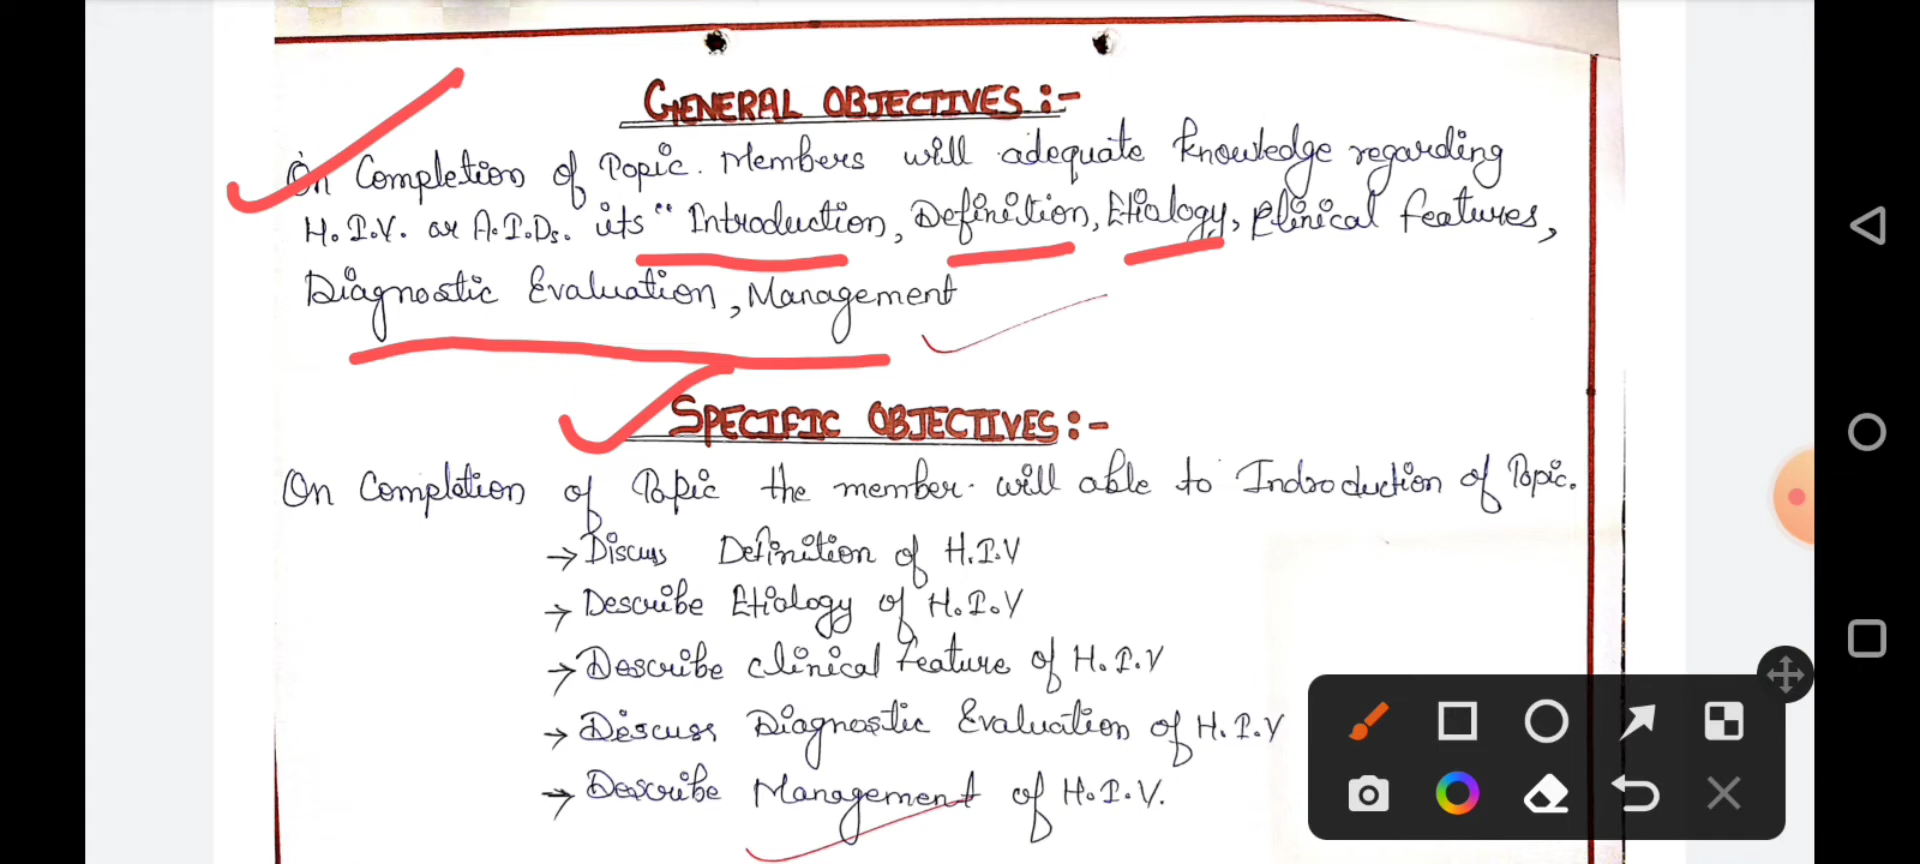 GENERAL OBJECTIVES:-
On Completion of Topic. Members will adequate knowledge regarding
H.I.V. or A.I.Ds. its " Introduction, Definition, Etiology, Clinical features,
Diagnostic Evaluation, Management
SPECIFIC OBJECTIVES:-
On Completion of Topic the member will able to Introduction of Topic.
→ Discuss Definition of H.I.V
→ Describe Etiology of H.I.V
→ Describe Clinical Feature of H.I.V
→ Discuss Diagnostic Evaluation of H.I.V
→ Describe Management of H.I.V.